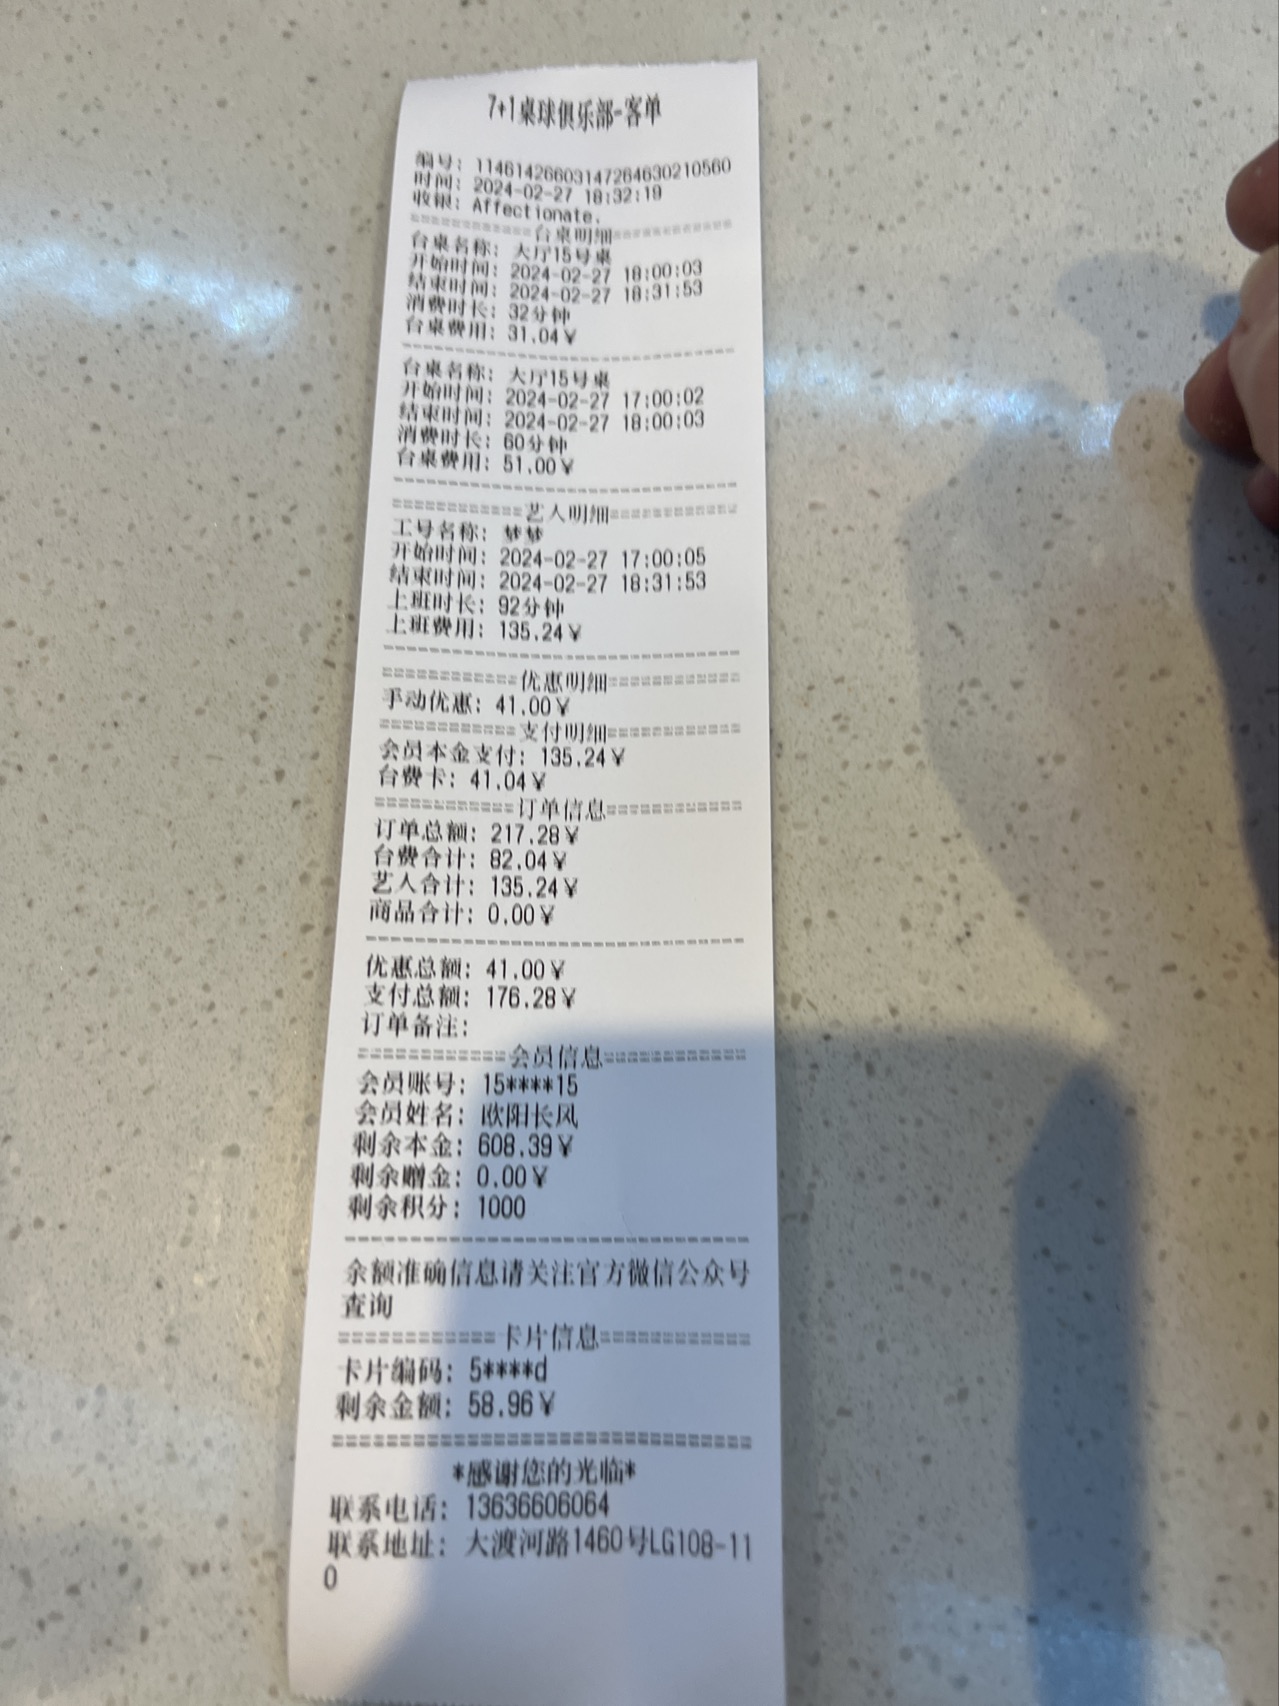 7+1桌球俱乐部-客单
编号: 11461426603147264630210560
时间: 2024-02-27 18:32:19
收银: Affectionate.
============台桌明细============
台桌名称: 大厅15号桌
开始时间: 2024-02-27 18:00:03
结束时间: 2024-02-27 18:31:53
消费时长: 32分钟
台桌费用: 31.04¥
--------------------------------
台桌名称: 大厅15号桌
开始时间: 2024-02-27 17:00:02
结束时间: 2024-02-27 18:00:03
消费时长: 60分钟
台桌费用: 51.00¥
--------------------------------
============艺人明细============
工号名称: 梦梦
开始时间: 2024-02-27 17:00:05
结束时间: 2024-02-27 18:31:53
上班时长: 92分钟
上班费用: 135.24¥
--------------------------------
============优惠明细============
手动优惠: 41.00¥
============支付明细============
会员本金支付: 135.24¥
台费卡: 41.04¥
============订单信息============
订单总额: 217.28¥
台费合计: 82.04¥
艺人合计: 135.24¥
商品合计: 0.00¥
--------------------------------
优惠总额: 41.00¥
支付总额: 176.28¥
订单备注:
============会员信息============
会员账号: 15****15
会员姓名: 欧阳长风
剩余本金: 608.39¥
剩余赠金: 0.00¥
剩余积分: 1000
--------------------------------
余额准确信息请关注官方微信公众号
查询
============卡片信息============
卡片编码: 5****d
剩余金额: 58.96¥
================================
*感谢您的光临*
联系电话: 13636606064
联系地址: 大渡河路1460号LG108-11
0